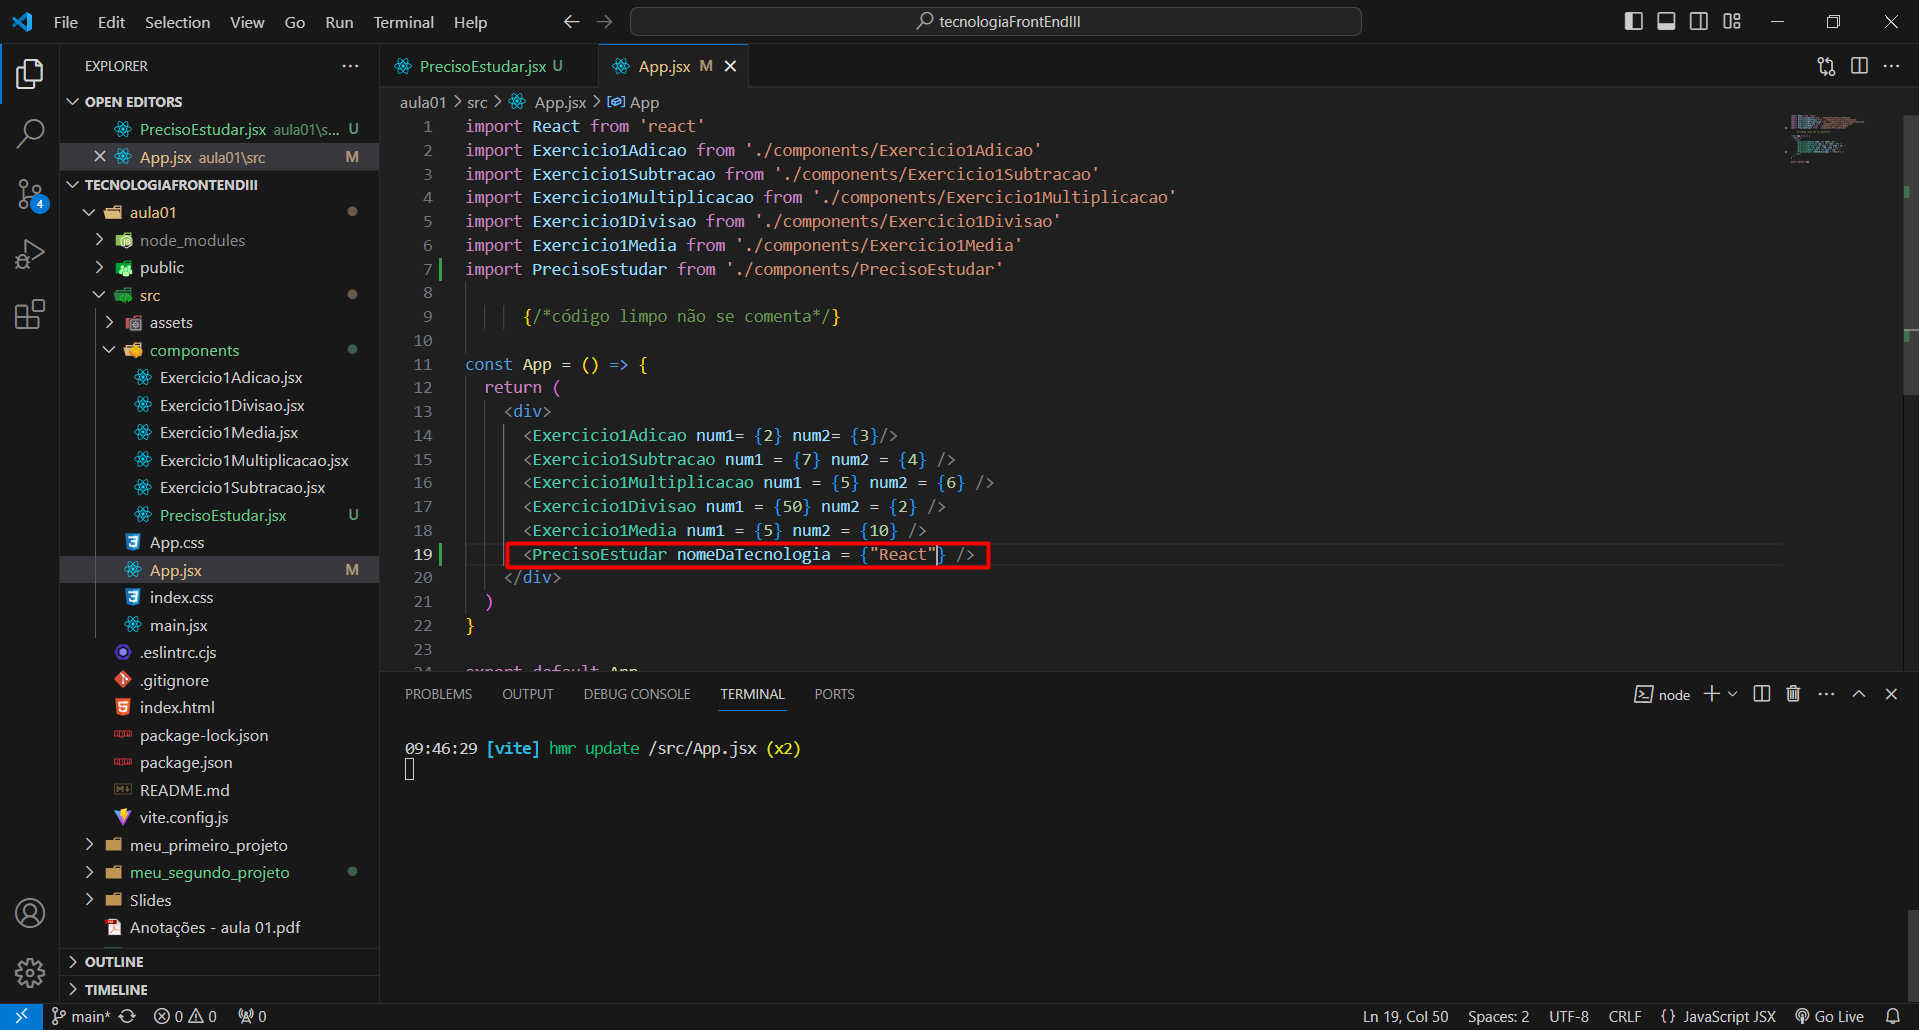 File Edit Selection View Go Run Terminal Help
tecnologiaFrontEndIII
EXPLORER
OPEN EDITORS
PrecisoEstudar.jsx aula01\s... U
App.jsx aula01\src M
TECNOLOGIAFRONTENDIII
aula01
node_modules
public
src
assets
components
Exercicio1Adicao.jsx
Exercicio1Divisao.jsx
Exercicio1Media.jsx
Exercicio1Multiplicacao.jsx
Exercicio1Subtracao.jsx
PrecisoEstudar.jsx U
App.css
App.jsx M
index.css
main.jsx
.eslintrc.cjs
.gitignore
index.html
package-lock.json
package.json
README.md
vite.config.js
meu_primeiro_projeto
meu_segundo_projeto
Slides
Anotações - aula 01.pdf
OUTLINE
TIMELINE
4
PrecisoEstudar.jsx U App.jsx M
aula01 > src > App.jsx > App
1 import React from 'react'
2 import Exercicio1Adicao from './components/Exercicio1Adicao'
3 import Exercicio1Subtracao from './components/Exercicio1Subtracao'
4 import Exercicio1Multiplicacao from './components/Exercicio1Multiplicacao'
5 import Exercicio1Divisao from './components/Exercicio1Divisao'
6 import Exercicio1Media from './components/Exercicio1Media'
7 import PrecisoEstudar from './components/PrecisoEstudar'
8
9 {/*código limpo não se comenta*/}
10
11 const App = () => {
12 return (
13 <div>
14 <Exercicio1Adicao num1= {2} num2= {3}/>
15 <Exercicio1Subtracao num1 = {7} num2 = {4} />
16 <Exercicio1Multiplicacao num1 = {5} num2 = {6} />
17 <Exercicio1Divisao num1 = {50} num2 = {2} />
18 <Exercicio1Media num1 = {5} num2 = {10} />
19 <PrecisoEstudar nomeDaTecnologia = {"React"} />
20 </div>
21 )
22 }
23
24 export default App
PROBLEMS OUTPUT DEBUG CONSOLE TERMINAL PORTS
node
09:46:29 [vite] hmr update /src/App.jsx (x2)
main* 0 0 0
Ln 19, Col 50 Spaces: 2 UTF-8 CRLF {} JavaScript JSX Go Live